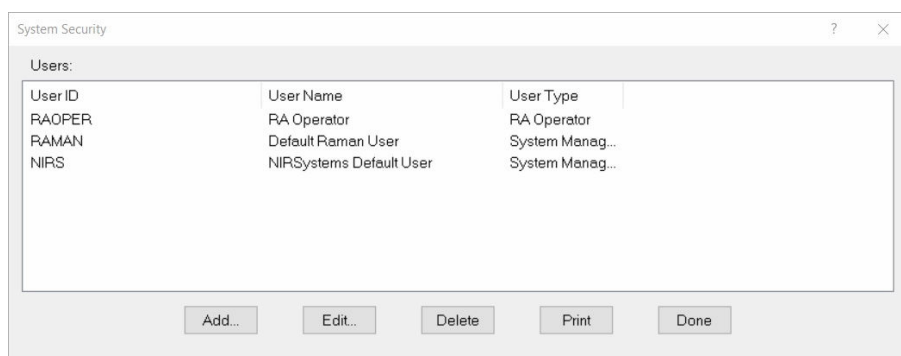 System Security ? ×
Users:
User ID User Name User Type
RAOPER RA Operator RA Operator
RAMAN Default Raman User System Manag...
NIRS NIRSystems Default User System Manag...
Add... Edit... Delete Print Done